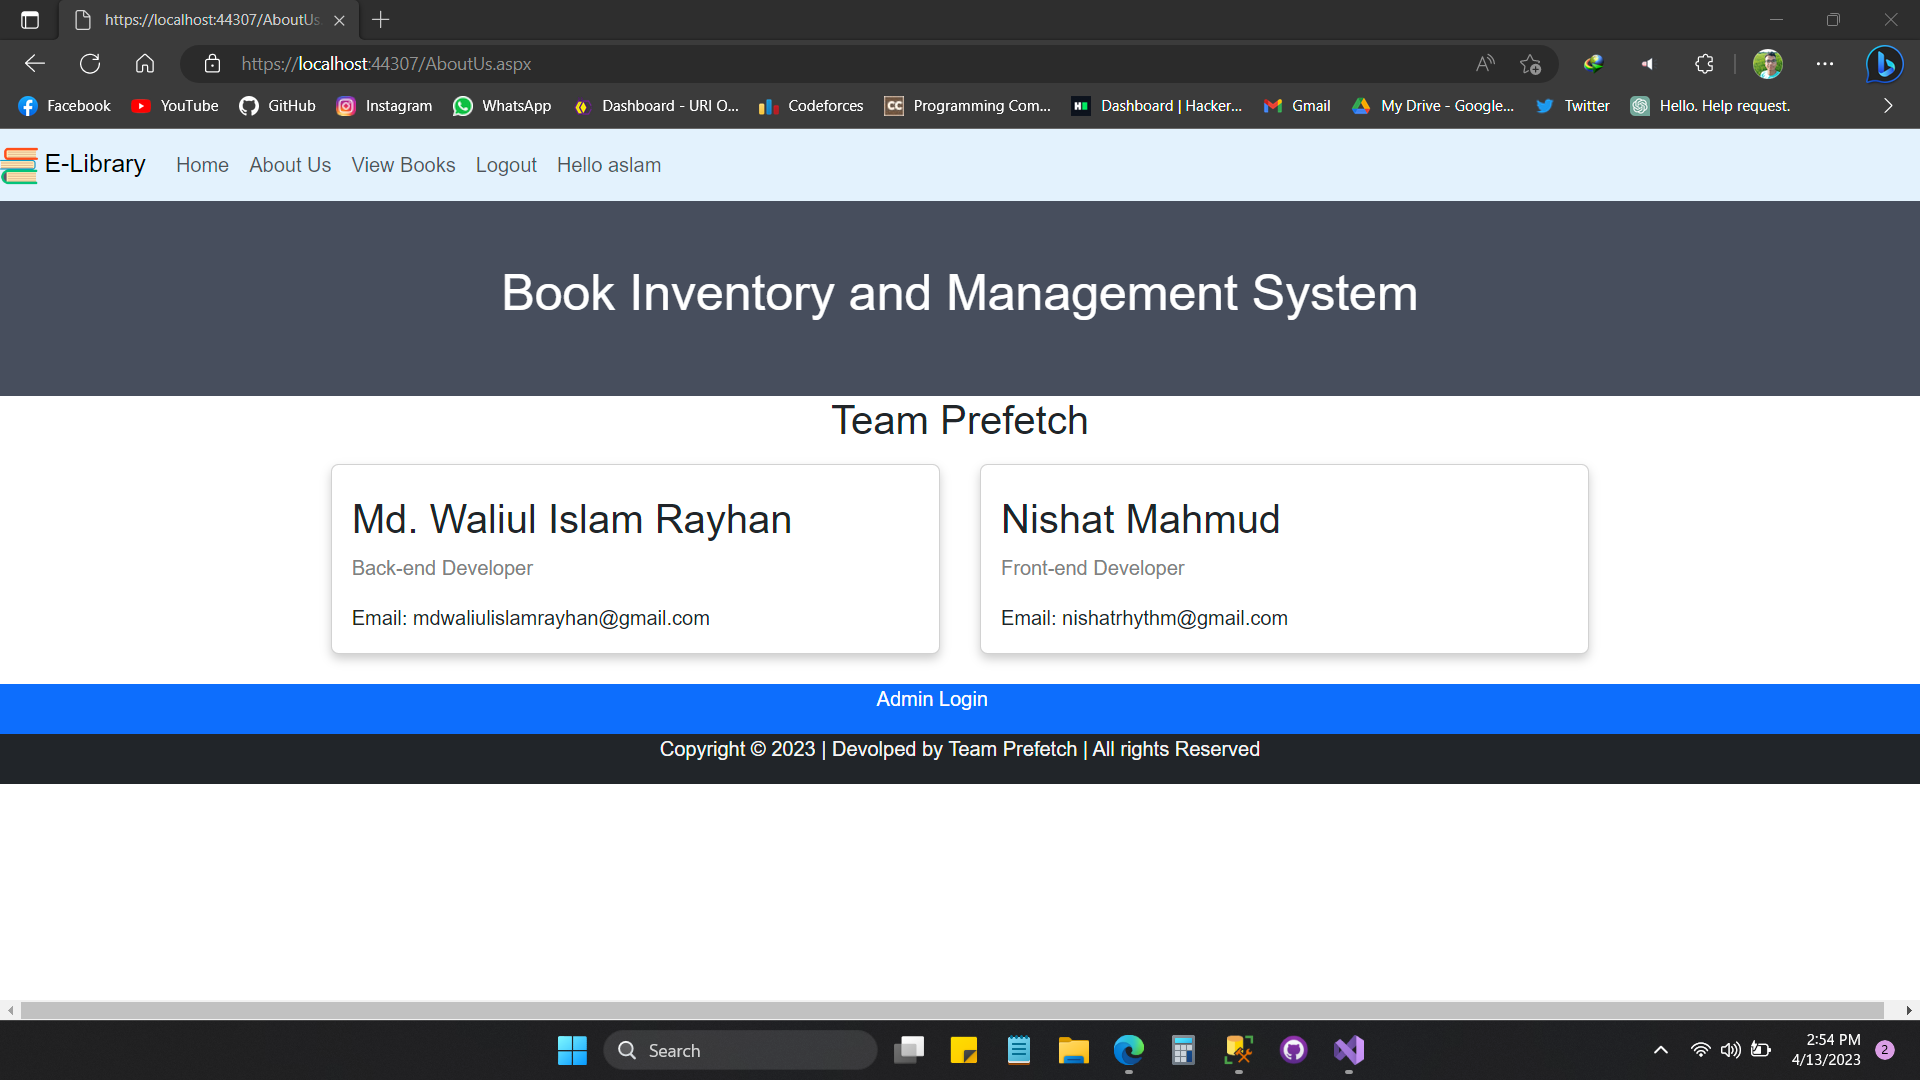 https://localhost:44307/AboutUs
https://localhost:44307/AboutUs.aspx
Facebook YouTube GitHub Instagram WhatsApp Dashboard - URI O... Codeforces CC Programming Com... Dashboard | Hacker... Gmail My Drive - Google... Twitter Hello. Help request.
E-Library Home About Us View Books Logout Hello aslam
Book Inventory and Management System
Team Prefetch
Md. Waliul Islam Rayhan
Back-end Developer
Email: mdwaliulislamrayhan@gmail.com
Nishat Mahmud
Front-end Developer
Email: nishatrhythm@gmail.com
Admin Login
Copyright © 2023 | Devolped by Team Prefetch | All rights Reserved
Search
2:54 PM
4/13/2023
2